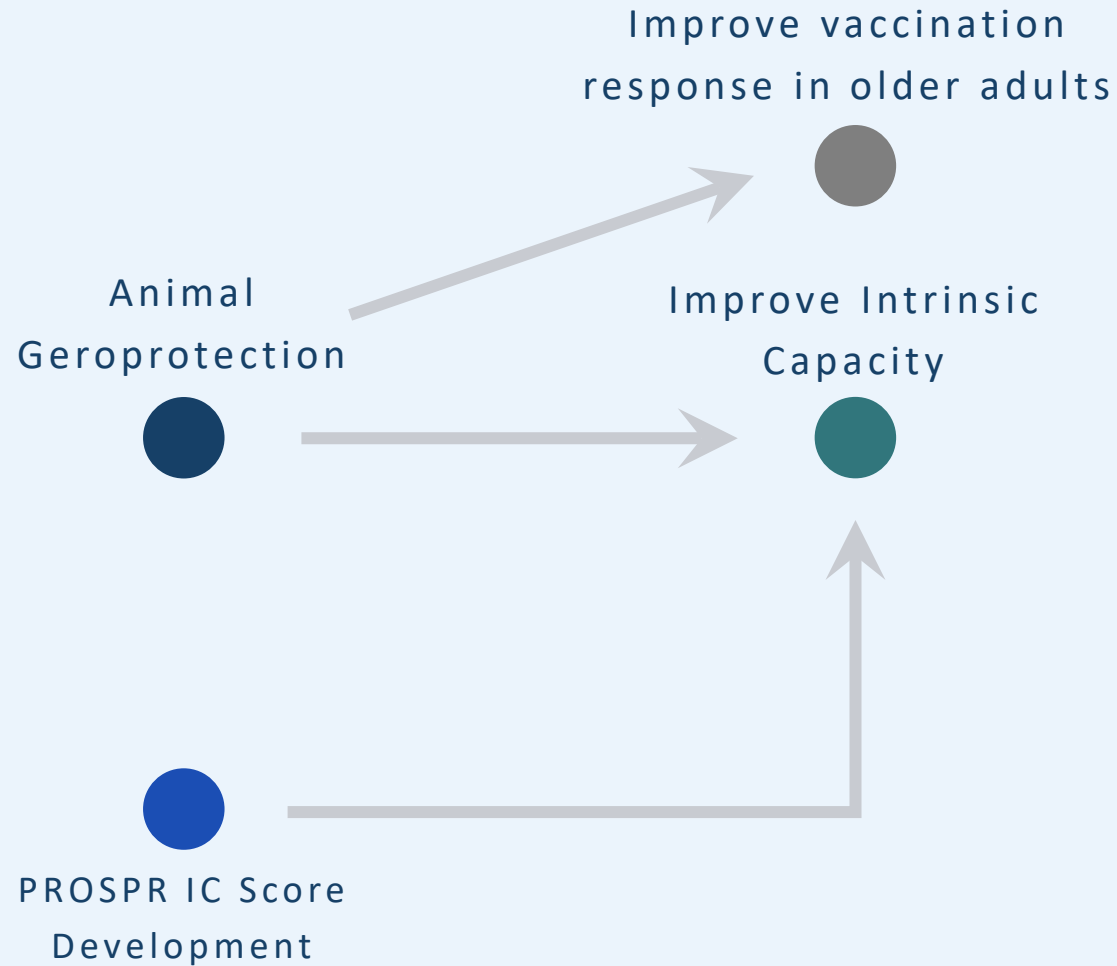 Improve vaccination
response in older adults
Animal
Geroprotection
Improve Intrinsic
Capacity
PROSPR IC Score
Development